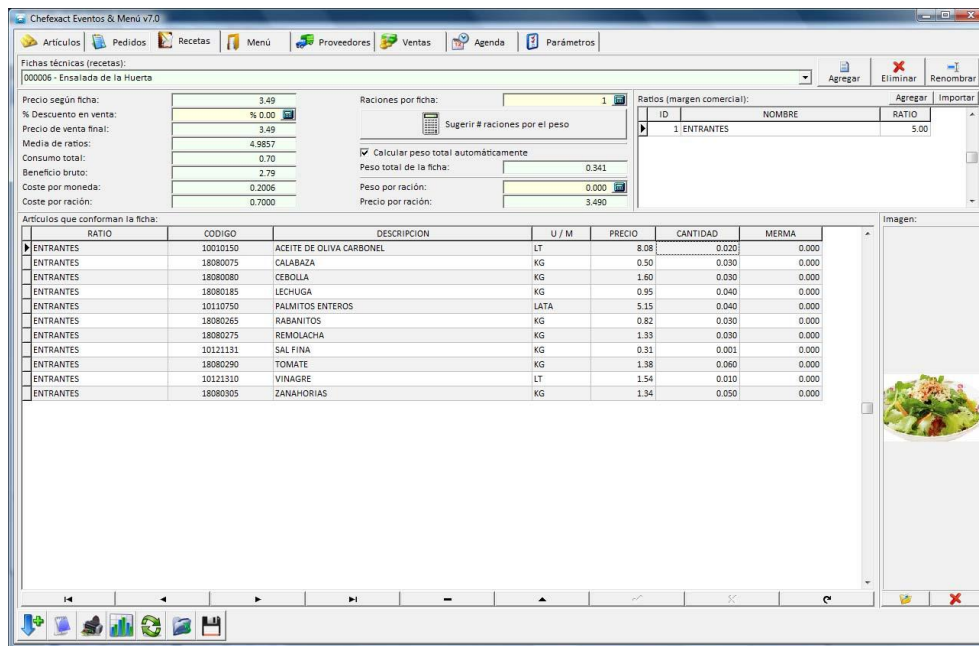 Chefexact Eventos & Menú v7.0
Artículos Pedidos Recetas Menú Proveedores Ventas Agenda Parámetros
Fichas técnicas (recetas):
000006 - Ensalada de la Huerta
Agregar Eliminar Renombrar
Precio según ficha: 3.49
% Descuento en venta: % 0.00
Precio de venta final: 3.49
Media de ratios: 4.9857
Consumo total: 0.70
Beneficio bruto: 2.79
Coste por moneda: 0.2006
Coste por ración: 0.7000
Raciones por ficha: 1
Sugerir # raciones por el peso
Calcular peso total automáticamente
Peso total de la ficha: 0.341
Peso por ración: 0.000
Precio por ración: 3.490
Ratios (margen comercial): Agregar Importar
ID NOMBRE RATIO
1 ENTRANTES 5.00
Artículos que conforman la ficha:
RATIO CODIGO DESCRIPCION U / M PRECIO CANTIDAD MERMA
ENTRANTES 10010150 ACEITE DE OLIVA CARBONEL LT 8.08 0.020 0.000
ENTRANTES 18080075 CALABAZA KG 0.50 0.030 0.000
ENTRANTES 18080080 CEBOLLA KG 1.60 0.030 0.000
ENTRANTES 18080185 LECHUGA KG 0.95 0.040 0.000
ENTRANTES 10110750 PALMITOS ENTEROS LATA 5.15 0.040 0.000
ENTRANTES 18080265 RABANITOS KG 0.82 0.030 0.000
ENTRANTES 18080275 REMOLACHA KG 1.33 0.030 0.000
ENTRANTES 10121131 SAL FINA KG 0.31 0.001 0.000
ENTRANTES 18080290 TOMATE KG 1.38 0.060 0.000
ENTRANTES 10121310 VINAGRE LT 1.54 0.010 0.000
ENTRANTES 18080305 ZANAHORIAS KG 1.34 0.050 0.000
Imagen: